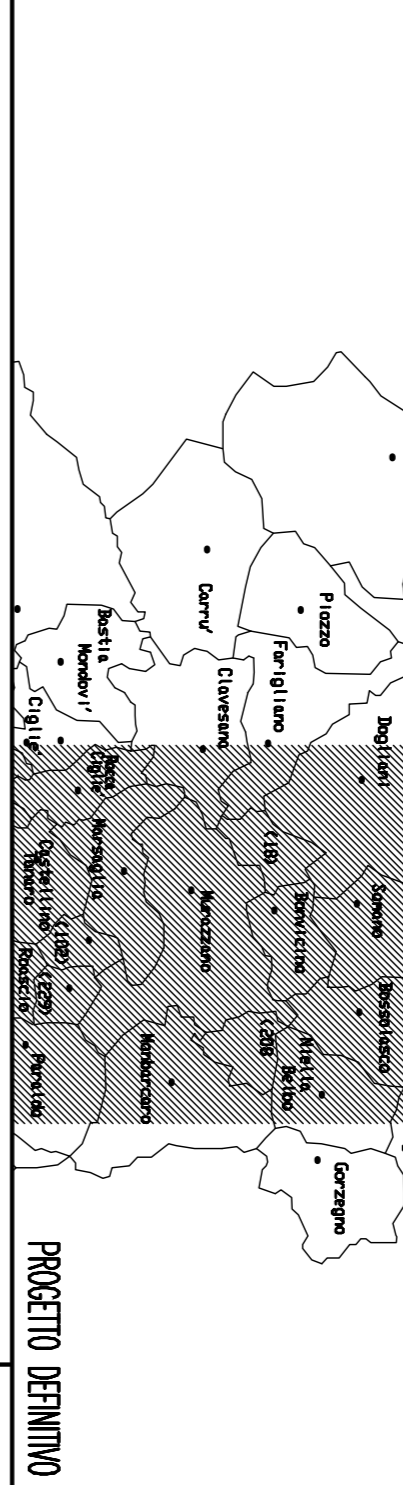 Dogliani
Somano
Bossolasco
Piozzo
Farigliano
(18)
Bonvicino
Niella
Belbo
(208
Gorzegno
Carru'
Clavesana
Murazzano
Marsaglia
Bastia
Mondovi'
Rocca
Ciglie'
Ciglie'
Castellino
Tanaro
(102)
(229)
Roascio
Paroldo
PROGETTO DEFINITIVO